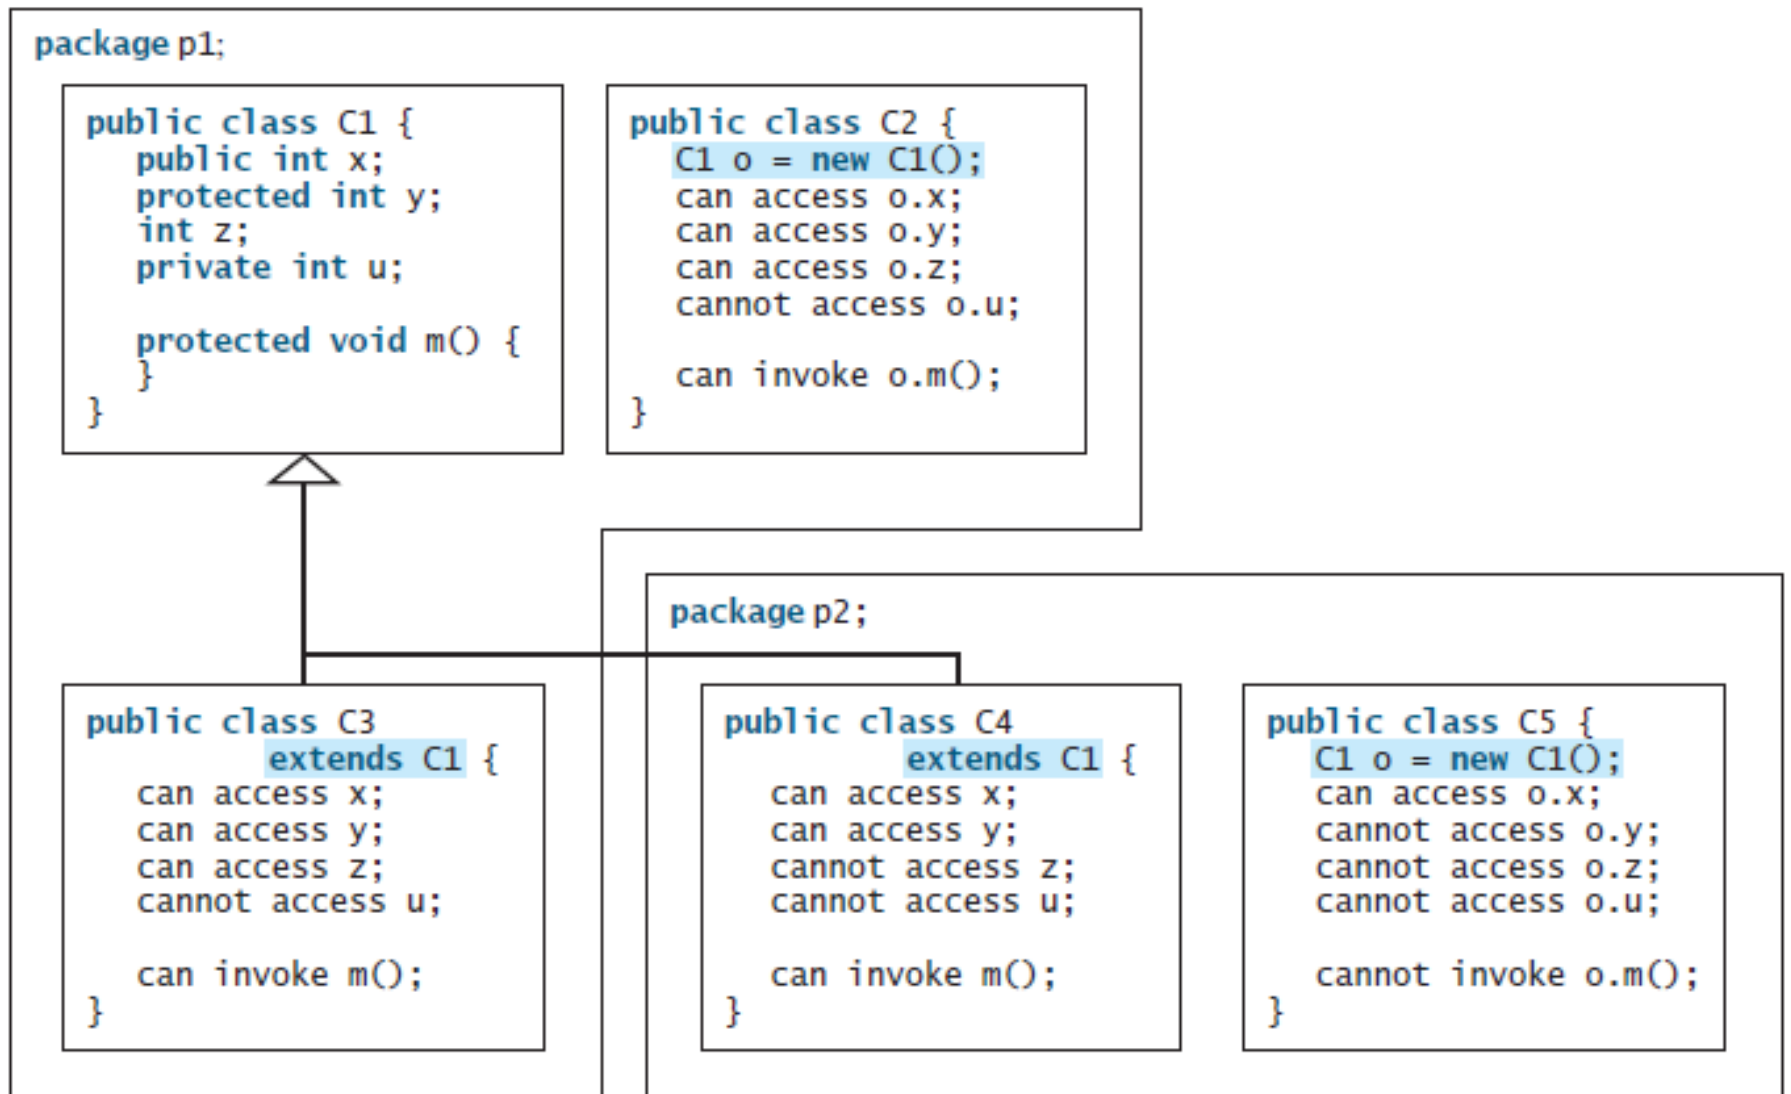 package p1;
public class C1 {
public int x;
protected int y;
int z;
private int u;
protected void m() {
}
}
public class C2 {
C1 o = new C1();
can access o.x;
can access o.y;
can access o.z;
cannot access o.u;
can invoke o.m();
}
package p2;
public class C3
extends C1 {
can access x;
can access y;
can access z;
cannot access u;
can invoke m();
}
public class C4
extends C1 {
can access x;
can access y;
cannot access z;
cannot access u;
can invoke m();
}
public class C5 {
C1 o = new C1();
can access o.x;
cannot access o.y;
cannot access o.z;
cannot access o.u;
cannot invoke o.m();
}